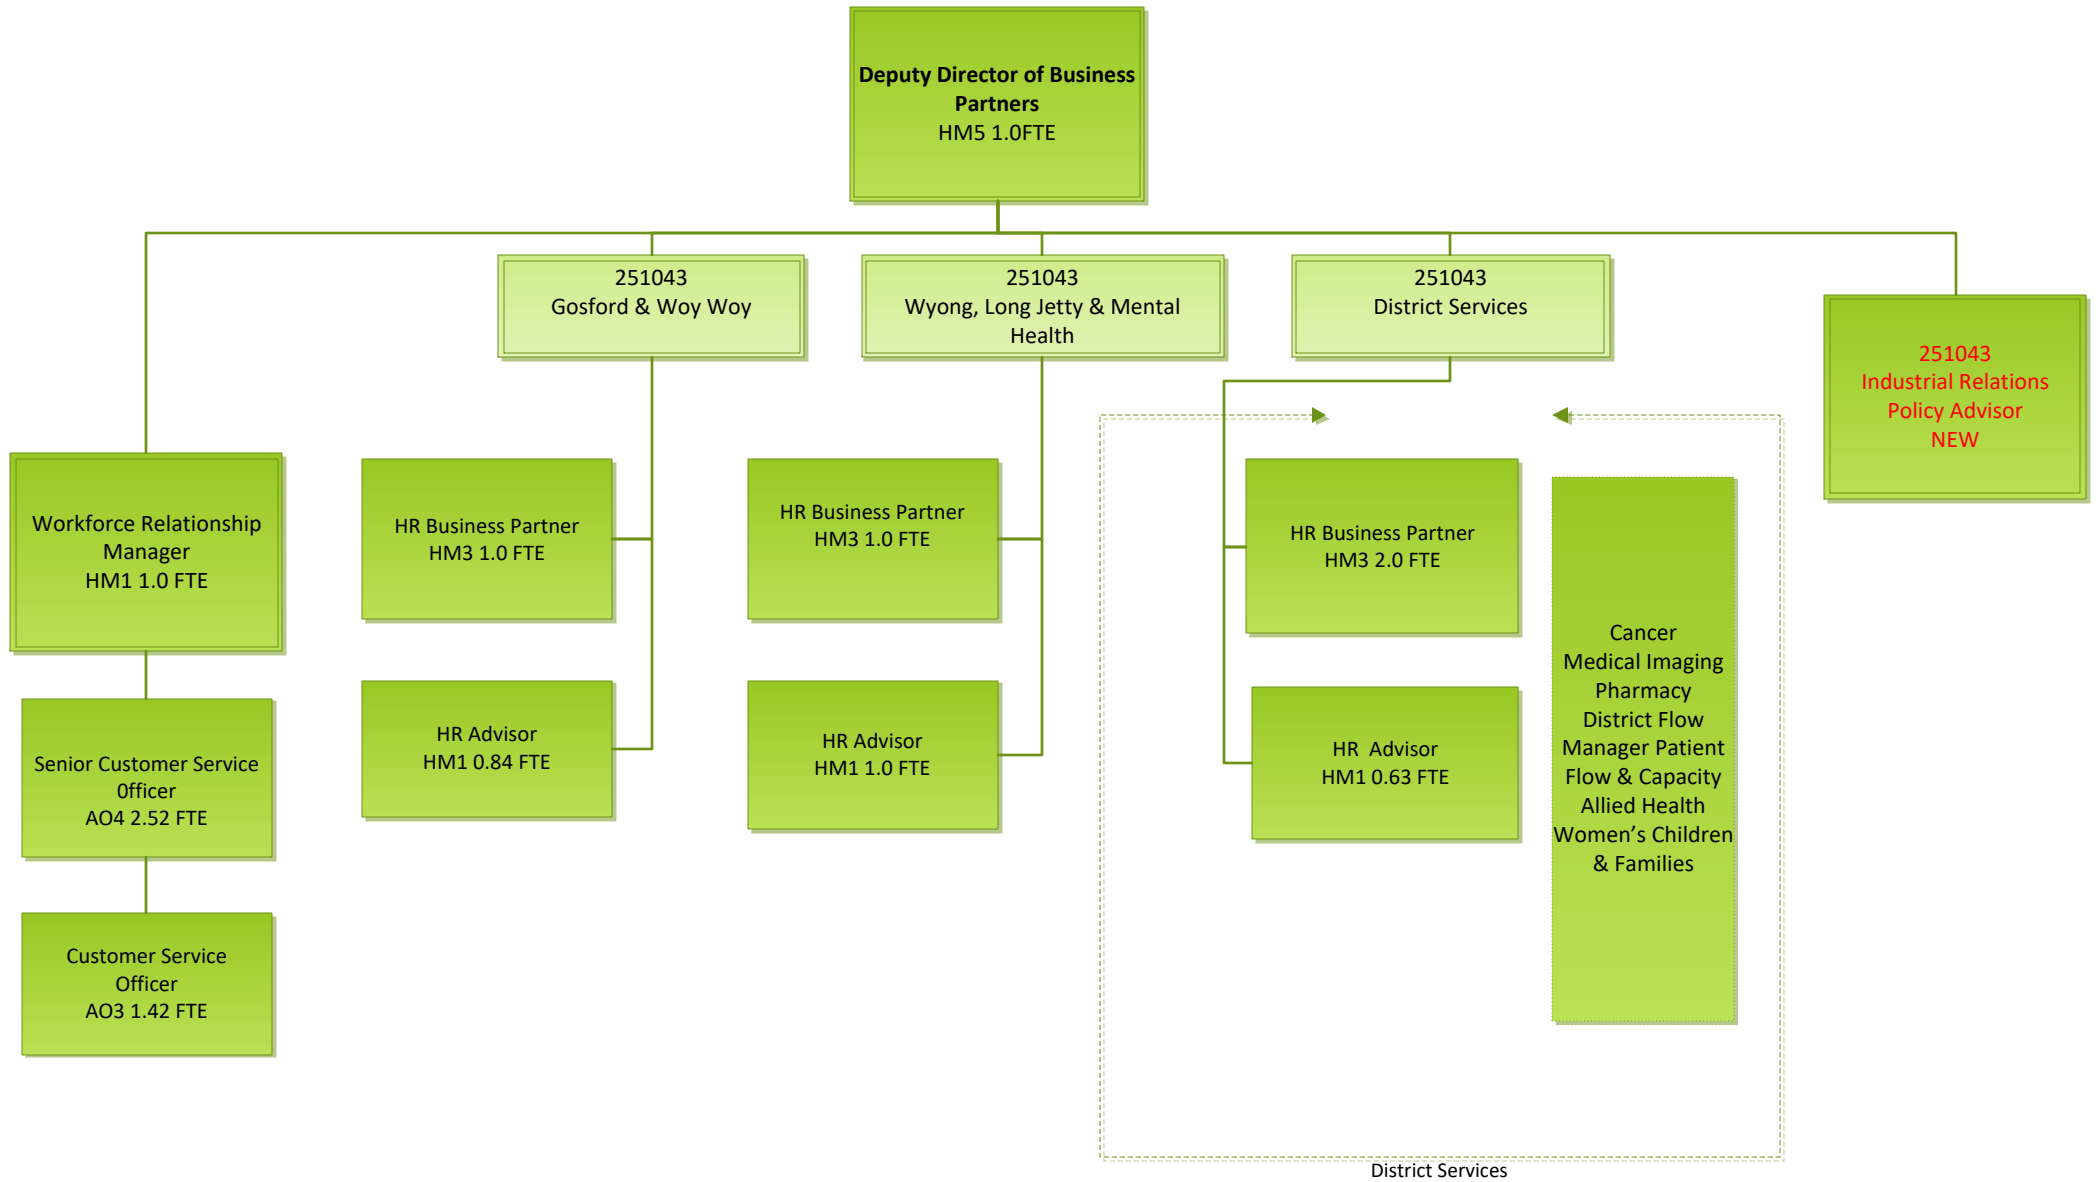 Deputy Director of Business
Partners
HM5 1.0FTE
251043
Gosford & Woy Woy
251043
Wyong, Long Jetty & Mental
Health
251043
District Services
251043
Industrial Relations
Policy Advisor
NEW
Workforce Relationship
Manager
HM1 1.0 FTE
HR Business Partner
HM3 1.0 FTE
HR Business Partner
HM3 1.0 FTE
HR Business Partner
HM3 2.0 FTE
Cancer
Medical Imaging
Pharmacy
District Flow
Manager Patient
Flow & Capacity
Allied Health
Women’s Children
& Families
Senior Customer Service
0fficer
AO4 2.52 FTE
HR Advisor
HM1 0.84 FTE
HR Advisor
HM1 1.0 FTE
HR  Advisor
HM1 0.63 FTE
Customer Service
Officer
AO3 1.42 FTE
District Services